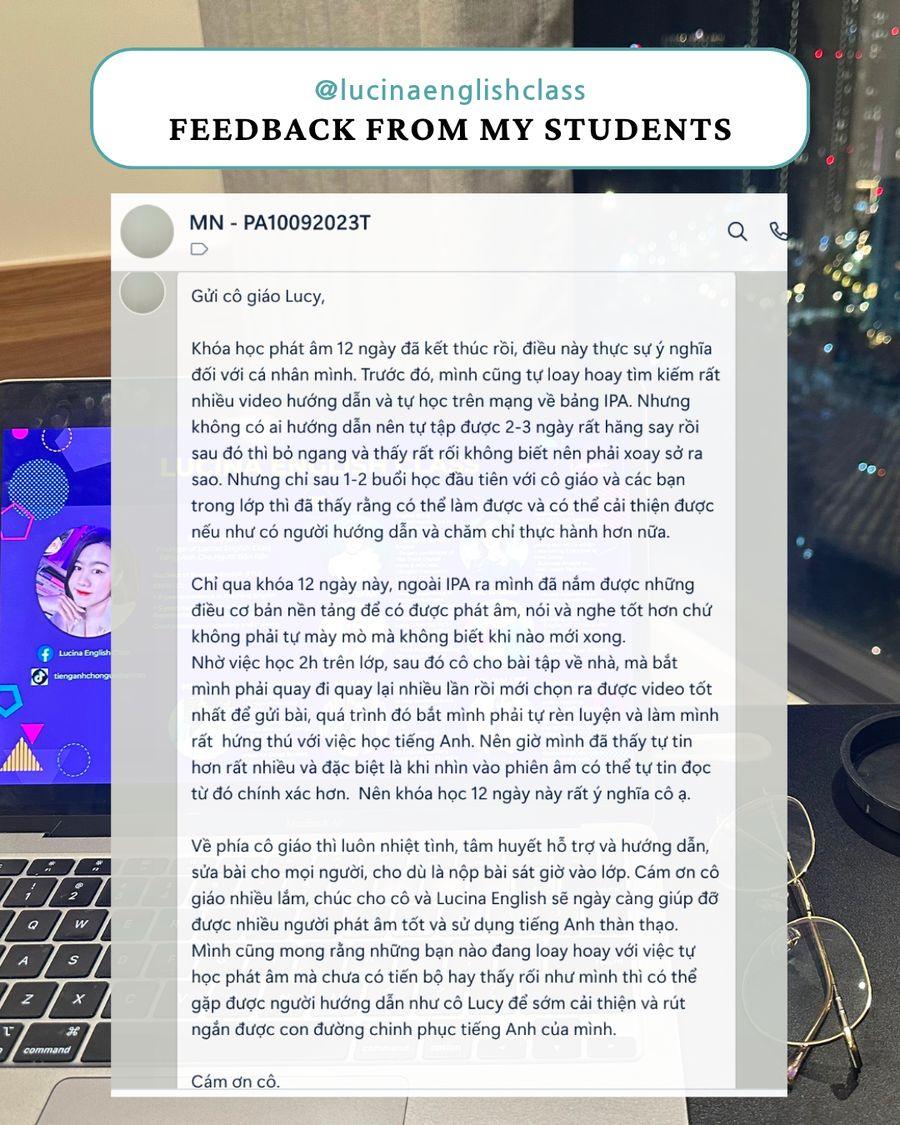 @lucinaenglishclass
FEEDBACK FROM MY STUDENTS
MN - PA10092023T
Gửi cô giáo Lucy,
Khóa học phát âm 12 ngày đã kết thúc rồi, điều này thực sự ý nghĩa
đối với cá nhân mình. Trước đó, mình cũng tự loay hoay tìm kiếm rất
nhiều video hướng dẫn và tự học trên mạng về bảng IPA. Nhưng
không có ai hướng dẫn nên tự tập được 2-3 ngày rất hăng say rồi
sau đó thì bỏ ngang và thấy rất rối không biết nên phải xoay sở ra
sao. Nhưng chỉ sau 1-2 buổi học đầu tiên với cô giáo và các bạn
trong lớp thì đã thấy rằng có thể làm được và có thể cải thiện được
nếu như có người hướng dẫn và chăm chỉ thực hành hơn nữa.
Chỉ qua khóa 12 ngày này, ngoài IPA ra mình đã nắm được những
điều cơ bản nền tảng để có được phát âm, nói và nghe tốt hơn chứ
không phải tự mày mò mà không biết khi nào mới xong.
Nhờ việc học 2h trên lớp, sau đó cô cho bài tập về nhà, mà bắt
mình phải quay đi quay lại nhiều lần rồi mới chọn ra được video tốt
nhất để gửi bài, quá trình đó bắt mình phải tự rèn luyện và làm mình
rất  hứng thú với việc học tiếng Anh. Nên giờ mình đã thấy tự tin
hơn rất nhiều và đặc biệt là khi nhìn vào phiên âm có thể tự tin đọc
từ đó chính xác hơn.  Nên khóa học 12 ngày này rất ý nghĩa cô ạ.
Về phía cô giáo thì luôn nhiệt tình, tâm huyết hỗ trợ và hướng dẫn,
sửa bài cho mọi người, cho dù là nộp bài sát giờ vào lớp. Cám ơn cô
giáo nhiều lắm, chúc cho cô và Lucina English sẽ ngày càng giúp đỡ
được nhiều người phát âm tốt và sử dụng tiếng Anh thàn thạo.
Mình cũng mong rằng những bạn nào đang loay hoay với việc tự
học phát âm mà chưa có tiến bộ hay thấy rối như mình thì có thể
gặp được người hướng dẫn như cô Lucy để sớm cải thiện và rút
ngắn được con đường chinh phục tiếng Anh của mình.
Cám ơn cô.
LUCINA ENGLISH CLASS
Lucina English
tienganhchong
! 1
@ 2
Q W
A S
Z X
⌥ ⌘
command